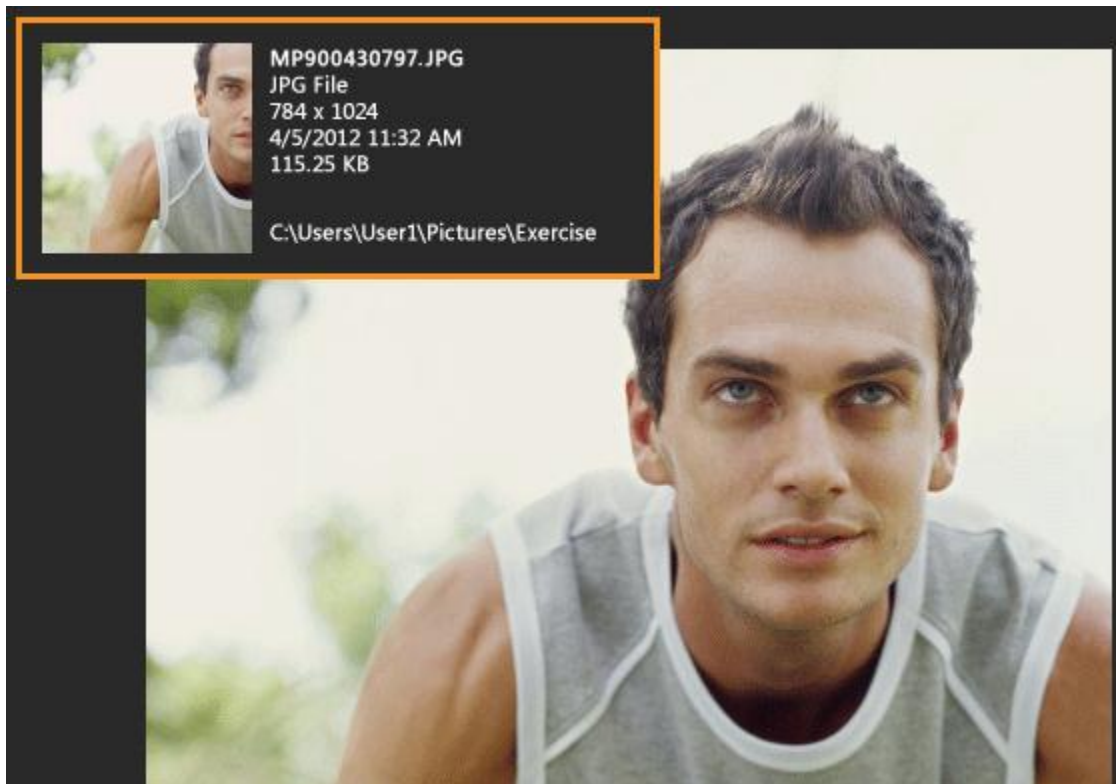 MP900430797.JPG
JPG File
784 x 1024
4/5/2012 11:32 AM
115.25 KB
C:\Users\User1\Pictures\Exercise